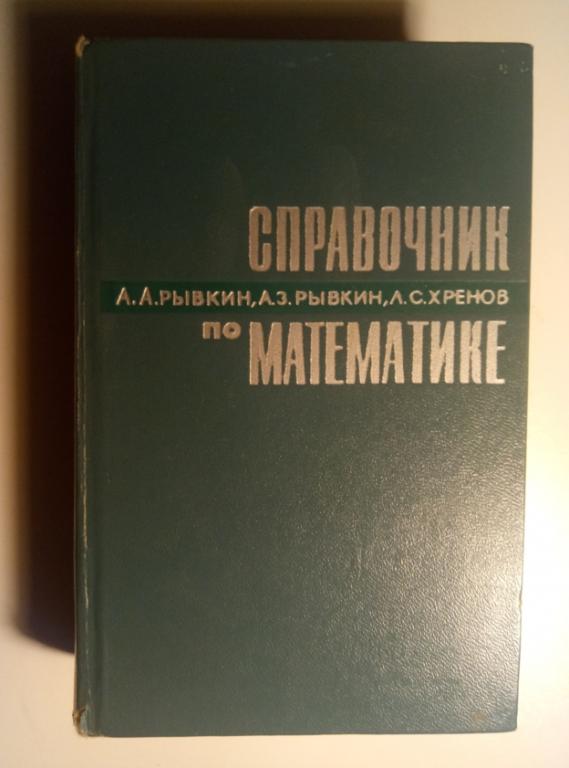 СПРАВОЧНИК
А.А.РЫВКИН, А.З.РЫВКИН, Л.С.ХРЕНОВ
ПО МАТЕМАТИКЕ